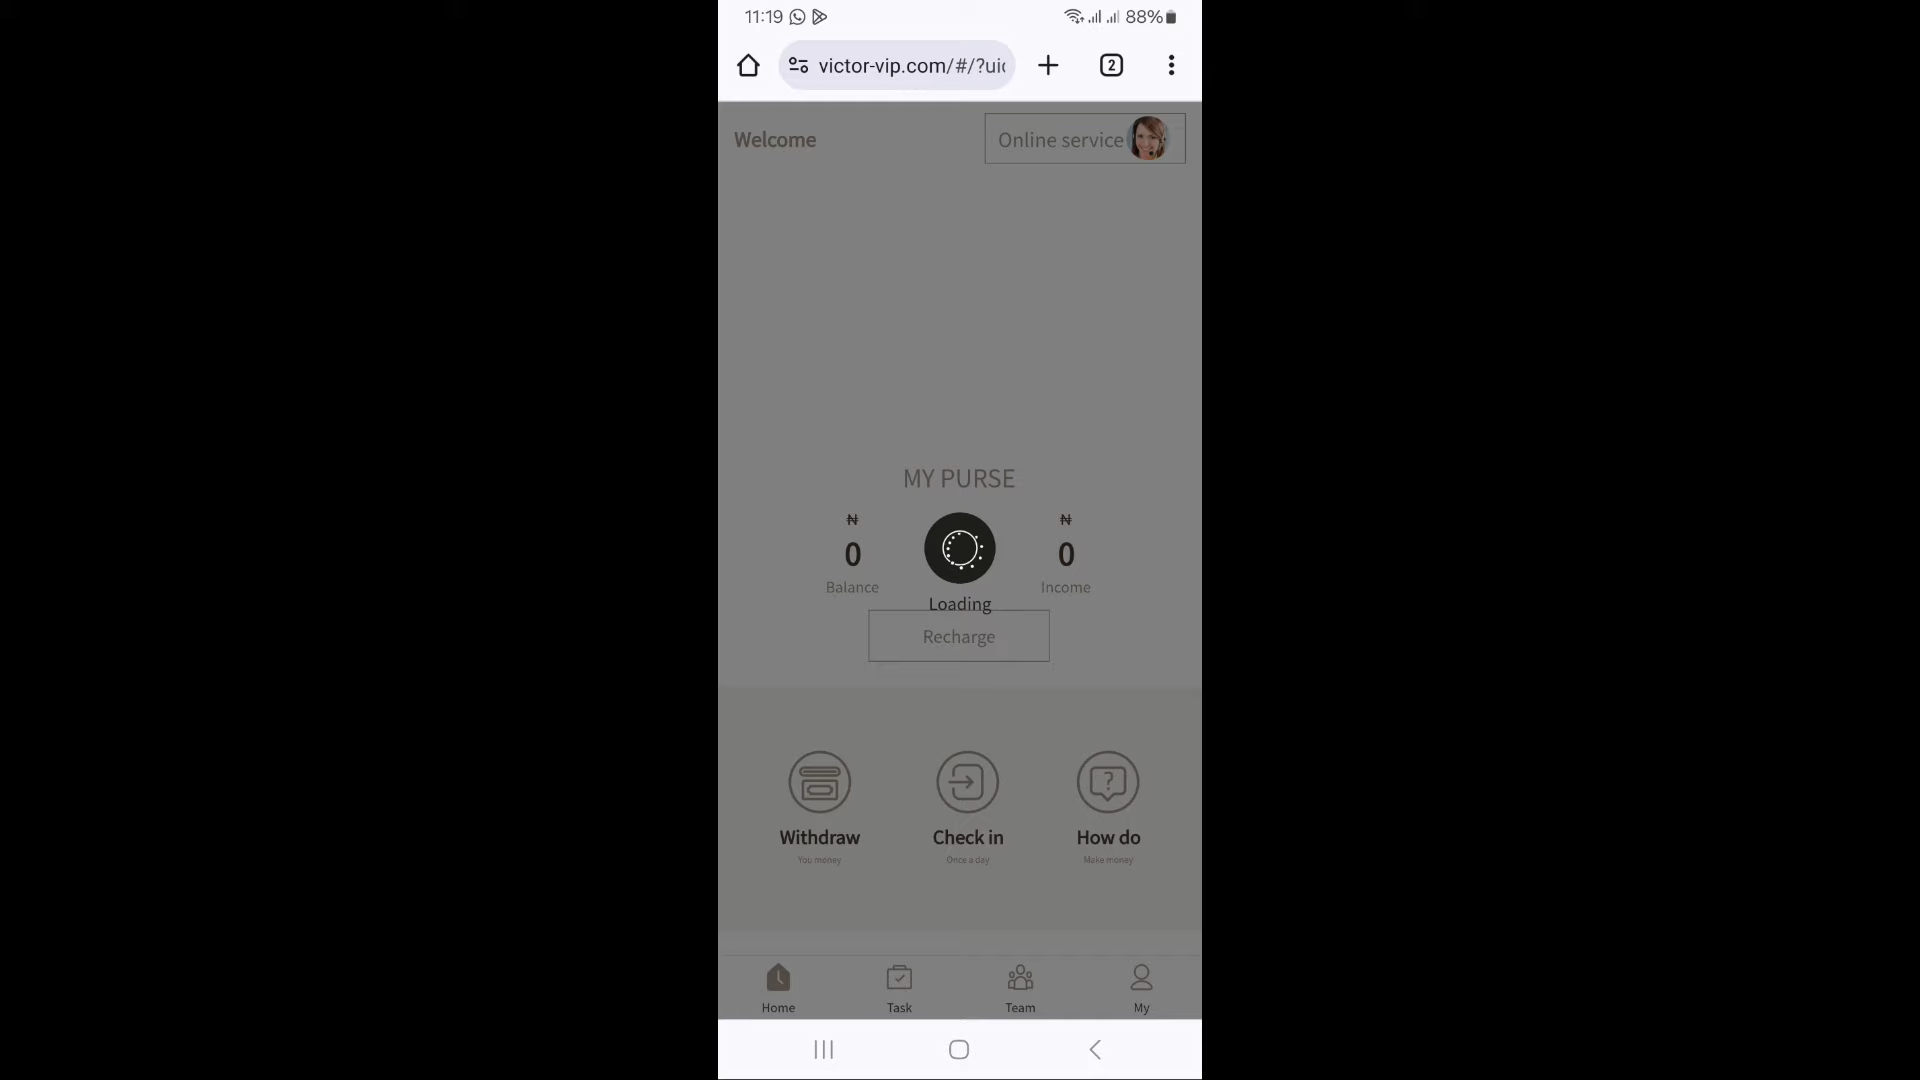 11:19 88%
victor-vip.com/#/?uid 2
Welcome
Online service
MY PURSE
₦ ₦
0 0
Balance Income
Loading
Recharge
Withdraw Check in How do
You money Once a day Make money
Home Task Team My